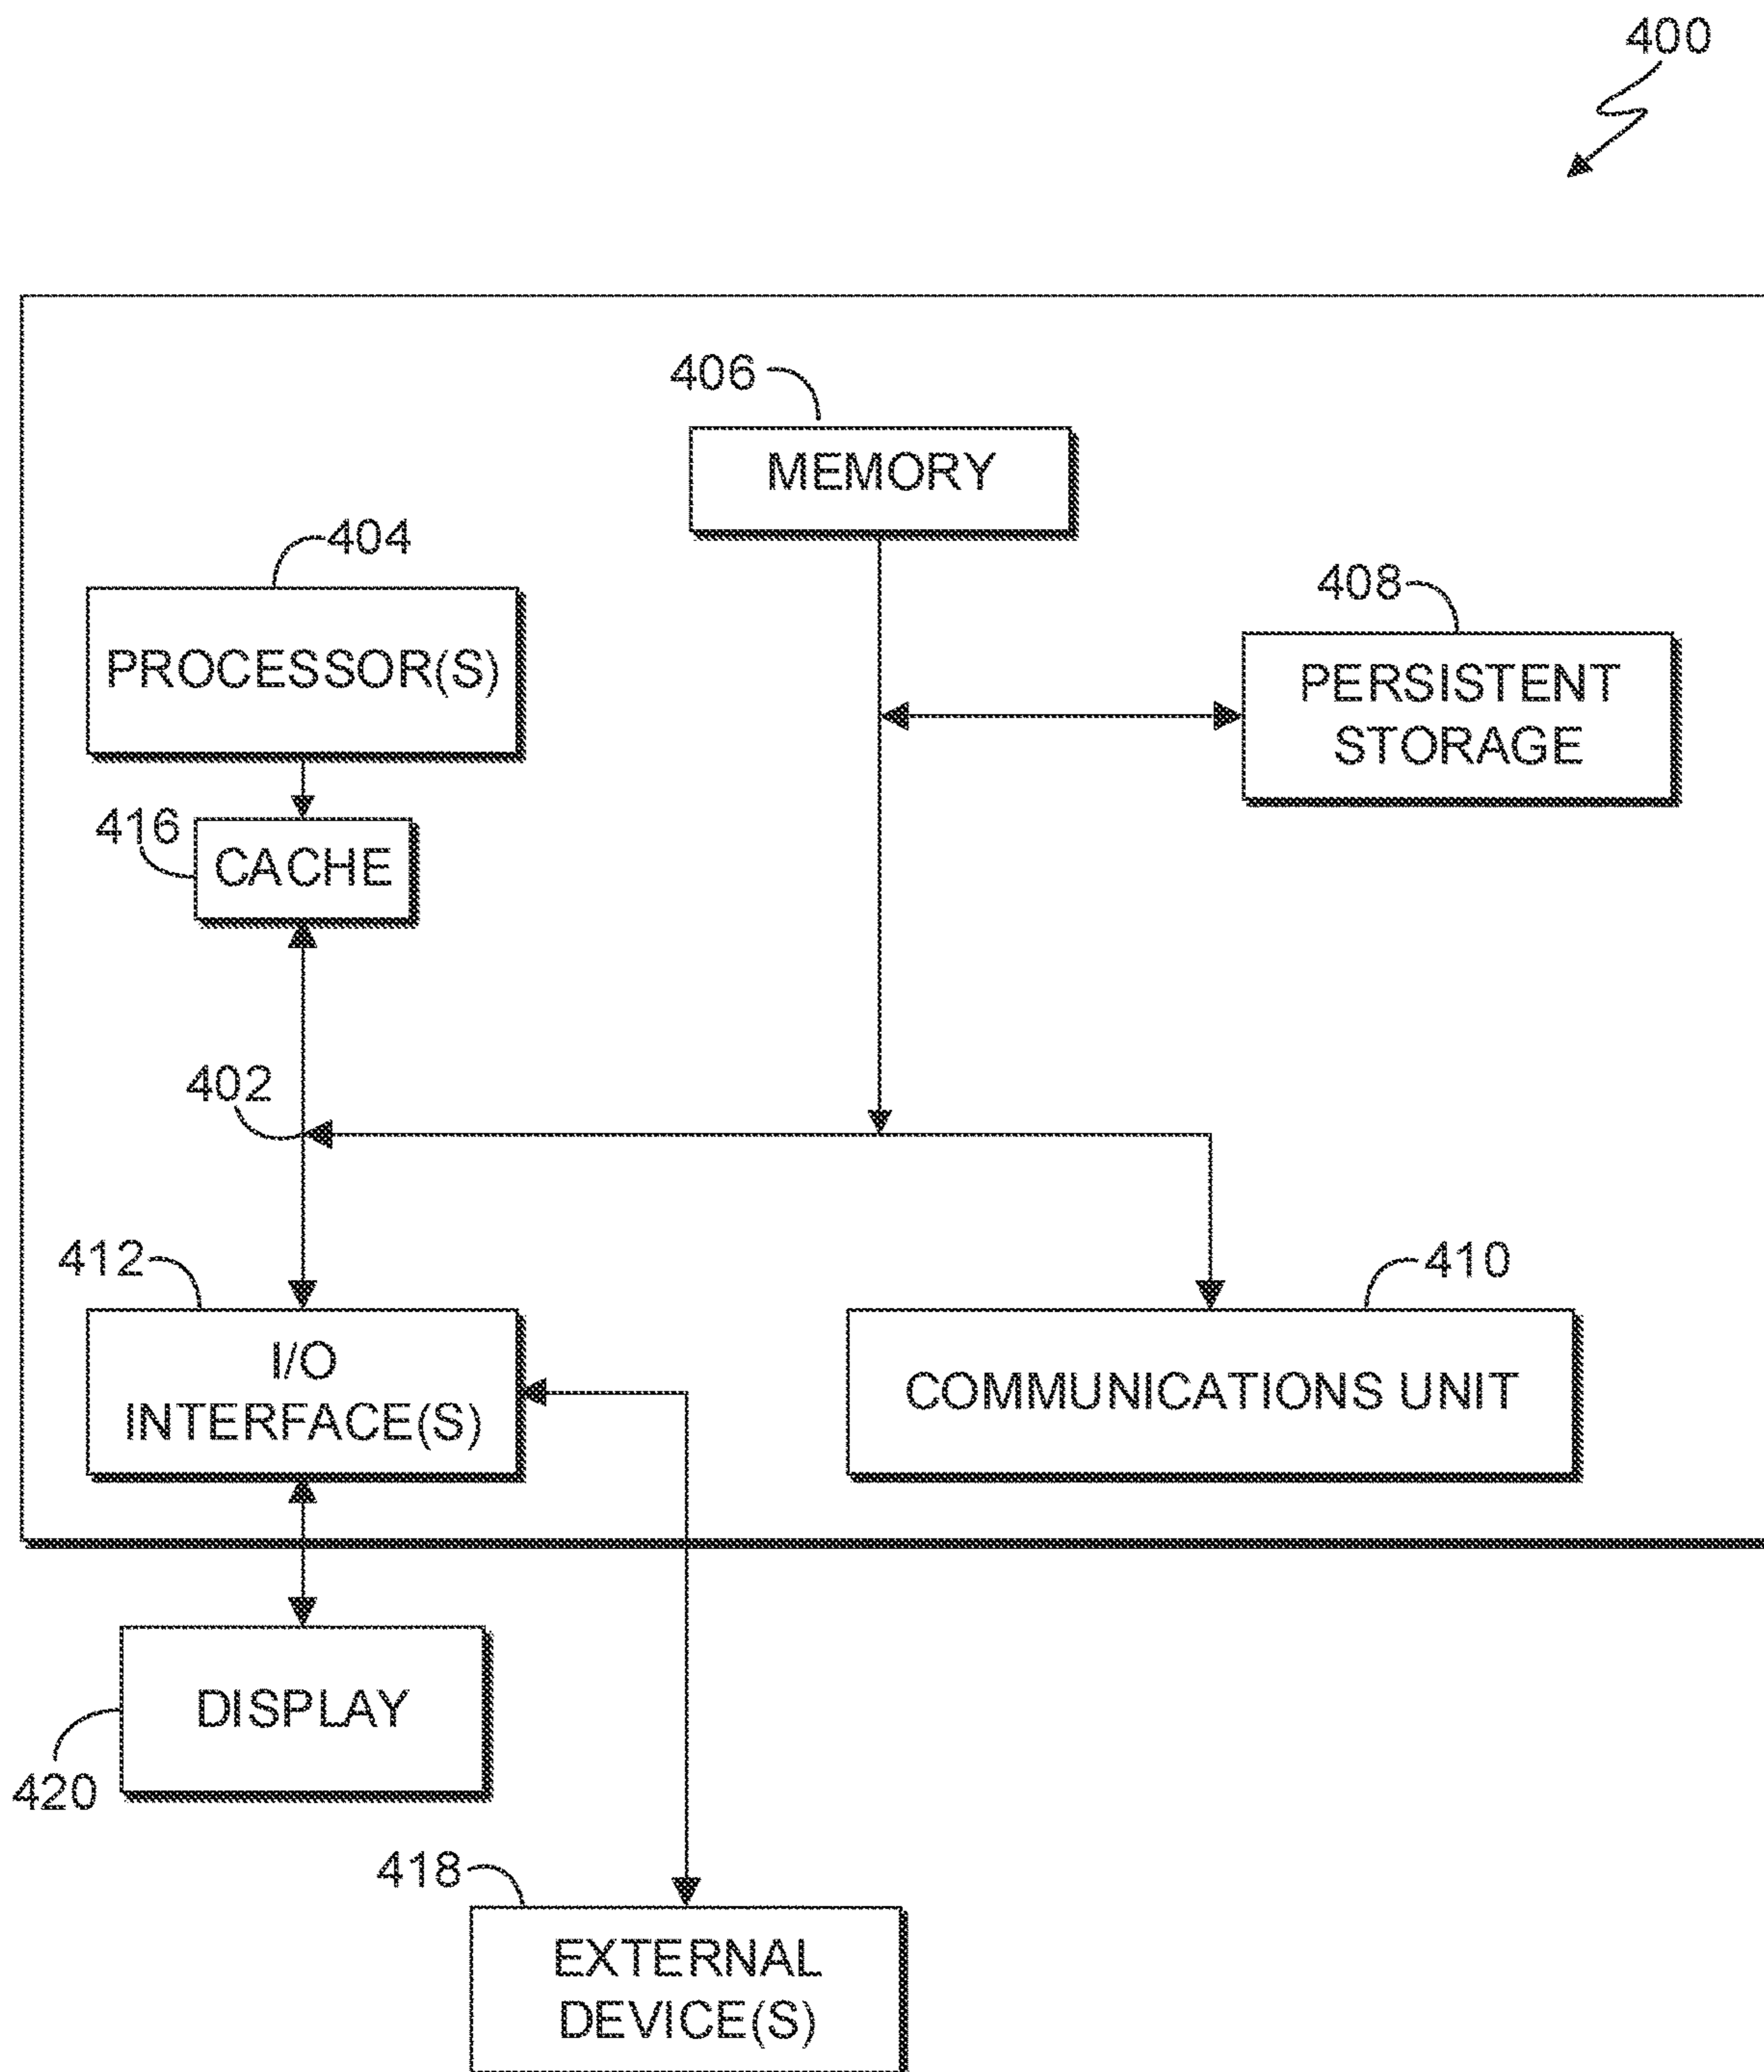 400
406
MEMORY
404
PROCESSOR(S)
408
PERSISTENT
STORAGE
416
CACHE
402
412
I/O
INTERFACE(S)
410
COMMUNICATIONS UNIT
DISPLAY
420
418
EXTERNAL
DEVICE(S)